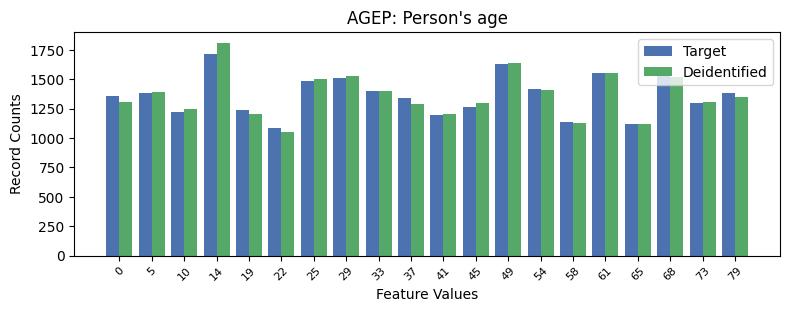 AGEP: Person's age
Target
Deidentified
Record Counts
1750
1500
1250
1000
750
500
250
0
0 5 10 14 19 22 25 29 33 37 41 45 49 54 58 61 65 68 73 79
Feature Values